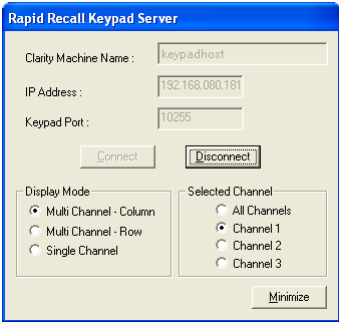 Rapid Recall Keypad Server
Clarity Machine Name : keypadhost
IP Address : 192.168.080.181
Keypad Port : 10255
Connect Disconnect
Display Mode Selected Channel
Multi Channel - Column All Channels
Multi Channel - Row Channel 1
Single Channel Channel 2
Channel 3
Minimize